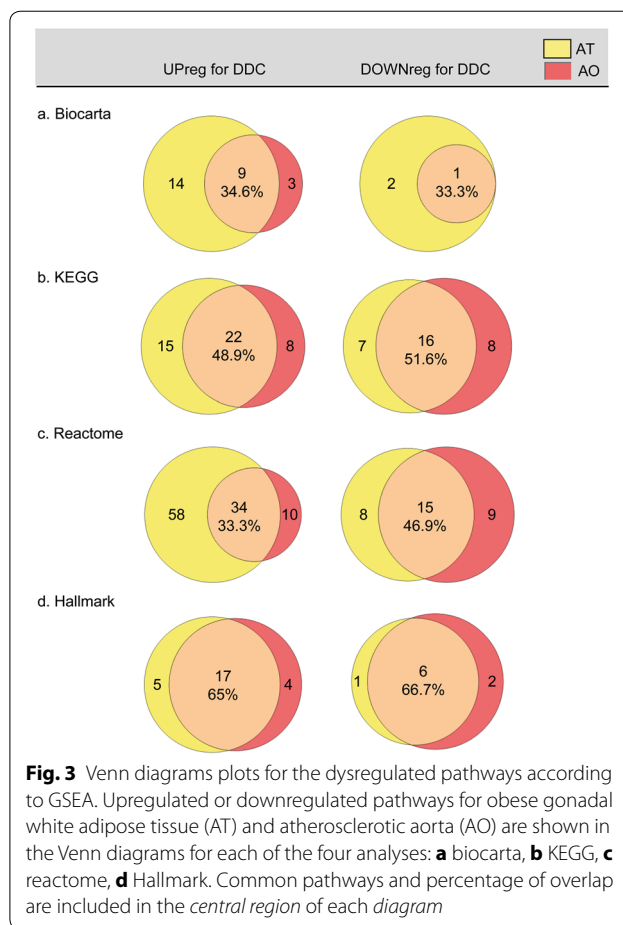 AT
UPreg for DDC DOWNreg for DDC
AO
a. Biocarta
14 9 34.6% 3
2 1 33.3%
b. KEGG
15 22 48.9% 8
7 16 51.6% 8
c. Reactome
58 34 33.3% 10
8 15 46.9% 9
d. Hallmark
5 17 65% 4
1 6 66.7% 2
Fig. 3 Venn diagrams plots for the dysregulated pathways according
to GSEA. Upregulated or downregulated pathways for obese gonadal
white adipose tissue (AT) and atherosclerotic aorta (AO) are shown in
the Venn diagrams for each of the four analyses: a biocarta, b KEGG, c
reactome, d Hallmark. Common pathways and percentage of overlap
are included in the central region of each diagram